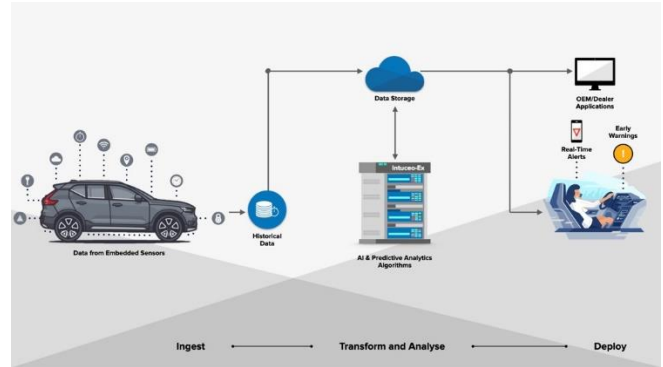 Data Storage
OEM/Dealer
Applications
Real-Time
Alerts
Early
Warnings
Intuceo-Ex
Historical
Data
Data from Embedded Sensors
AI & Predictive Analytics
Algorithms
Ingest
Transform and Analyse
Deploy